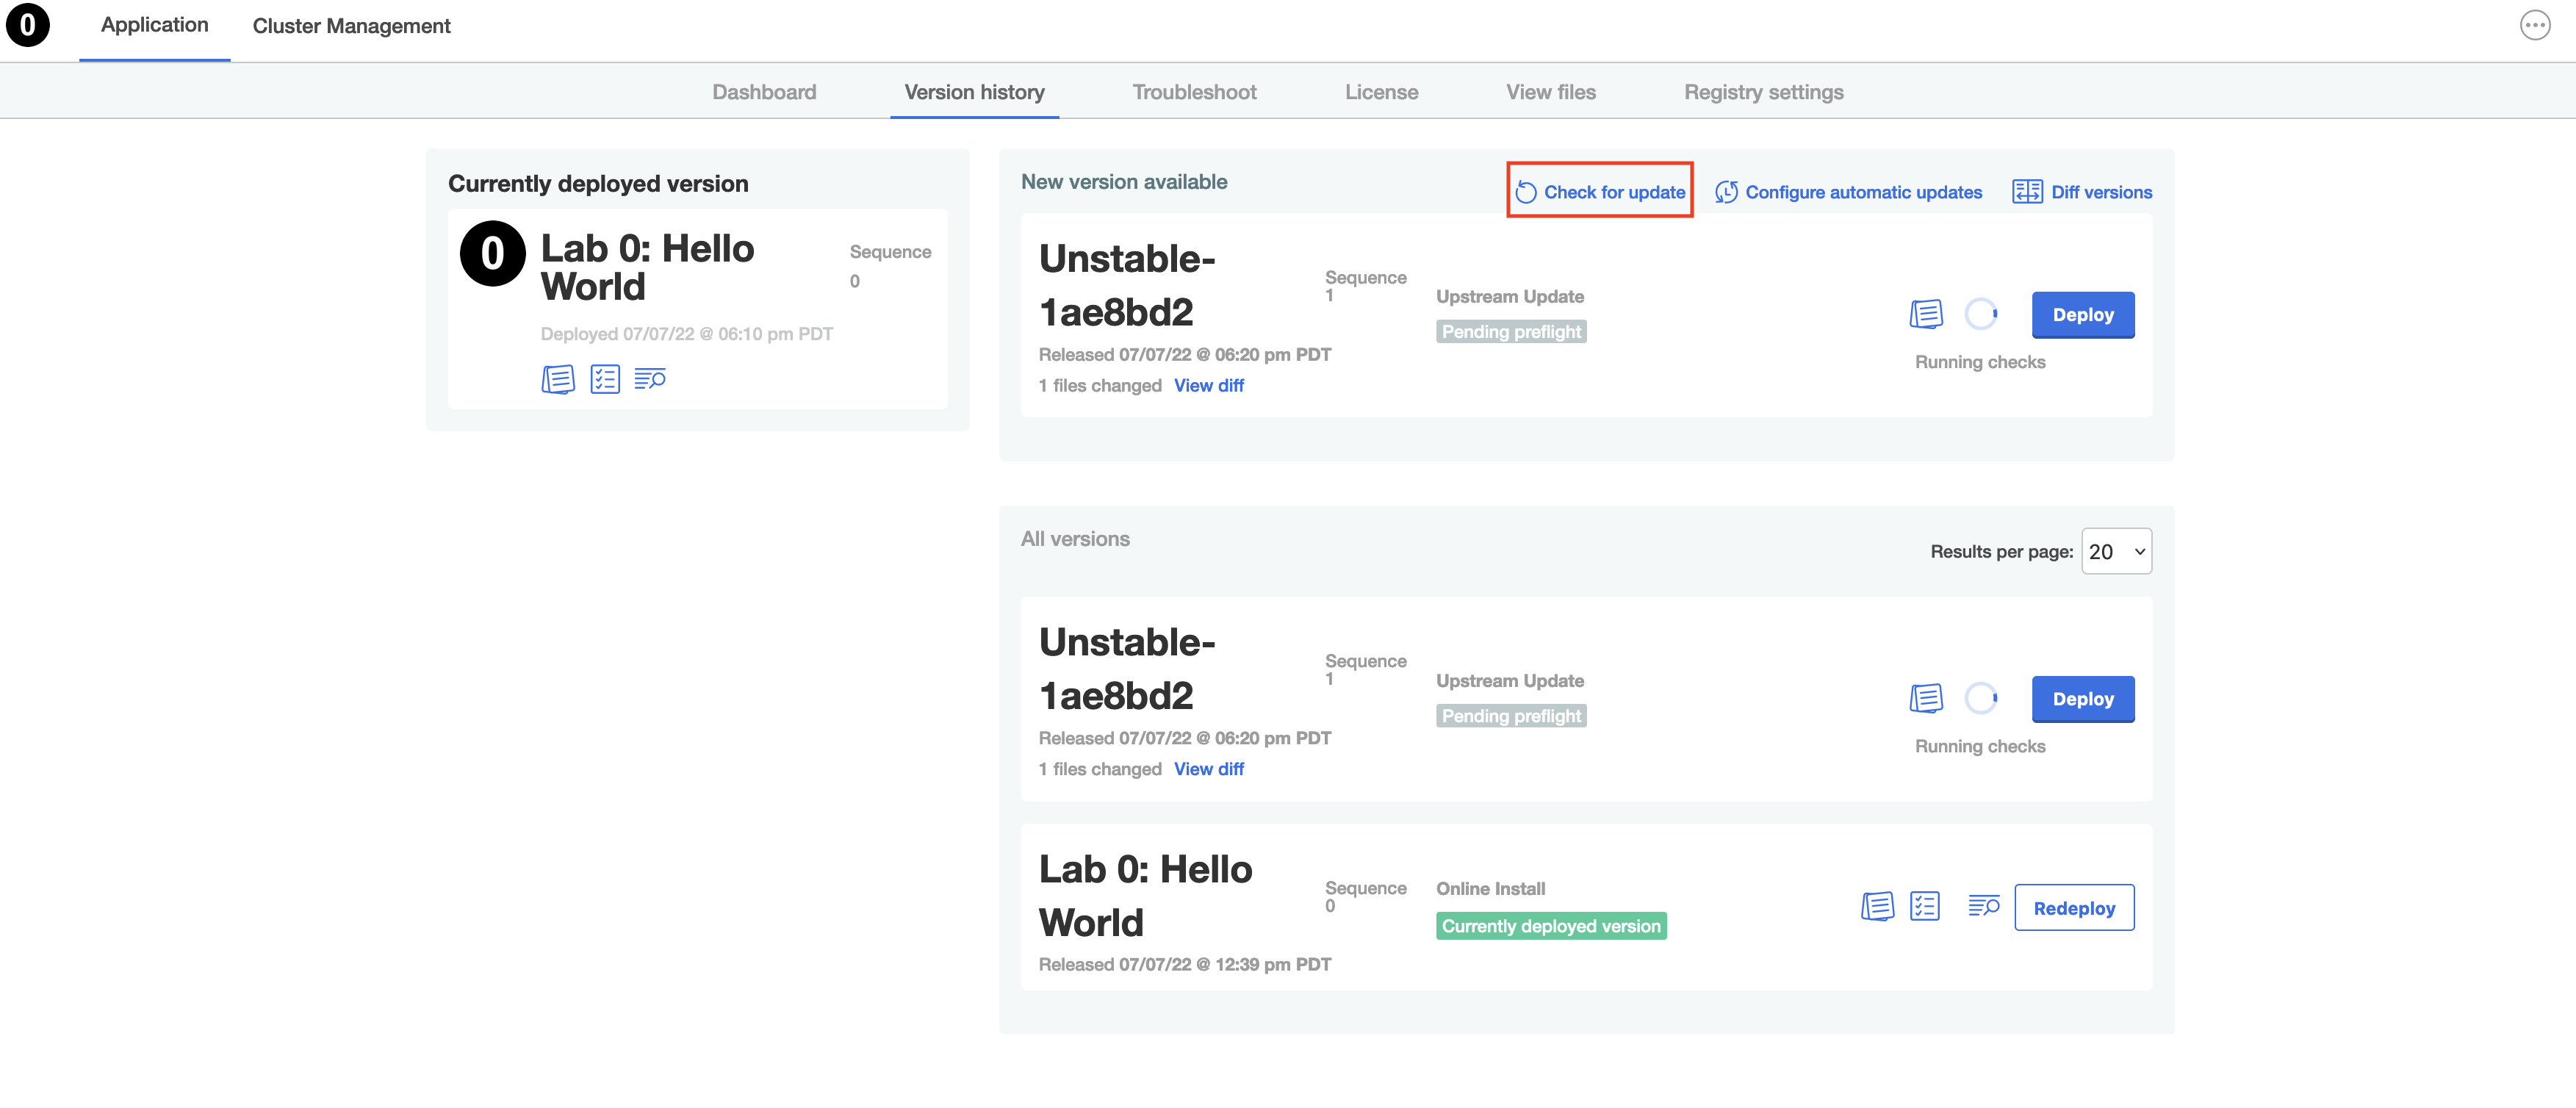 0 Application Cluster Management
Dashboard Version history Troubleshoot License View files Registry settings
Currently deployed version
0
Lab 0: Hello
World
Sequence
0
Deployed 07/07/22 @ 06:10 pm PDT
New version available
Check for update Configure automatic updates Diff versions
Unstable-
1ae8bd2
Released 07/07/22 @ 06:20 pm PDT
1 files changed View diff
Sequence
1
Upstream Update
Pending preflight
Deploy
Running checks
All versions
Results per page: 20
Unstable-
1ae8bd2
Released 07/07/22 @ 06:20 pm PDT
1 files changed View diff
Sequence
1
Upstream Update
Pending preflight
Deploy
Running checks
Lab 0: Hello
World
Released 07/07/22 @ 12:39 pm PDT
Sequence
0
Online Install
Currently deployed version
Redeploy